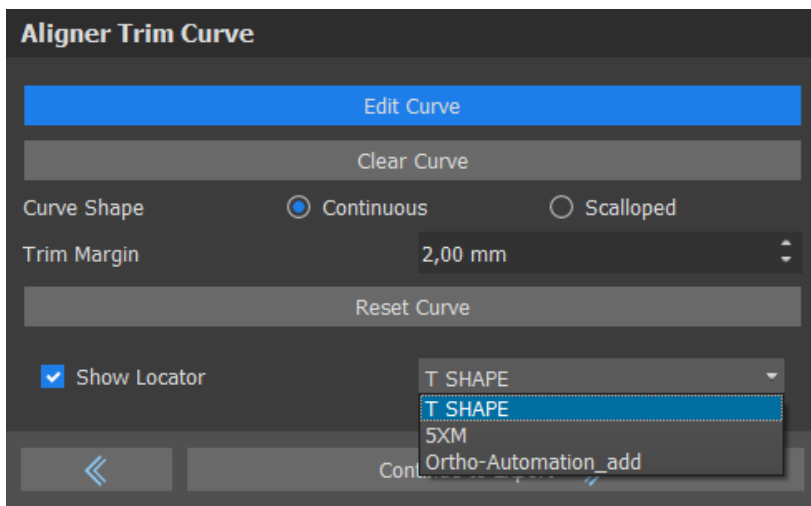 Aligner Trim Curve
Edit Curve
Clear Curve
Curve Shape Continuous Scalloped
Trim Margin 2,00 mm
Reset Curve
Show Locator T SHAPE
T SHAPE
5XM
Ortho-Automation_add